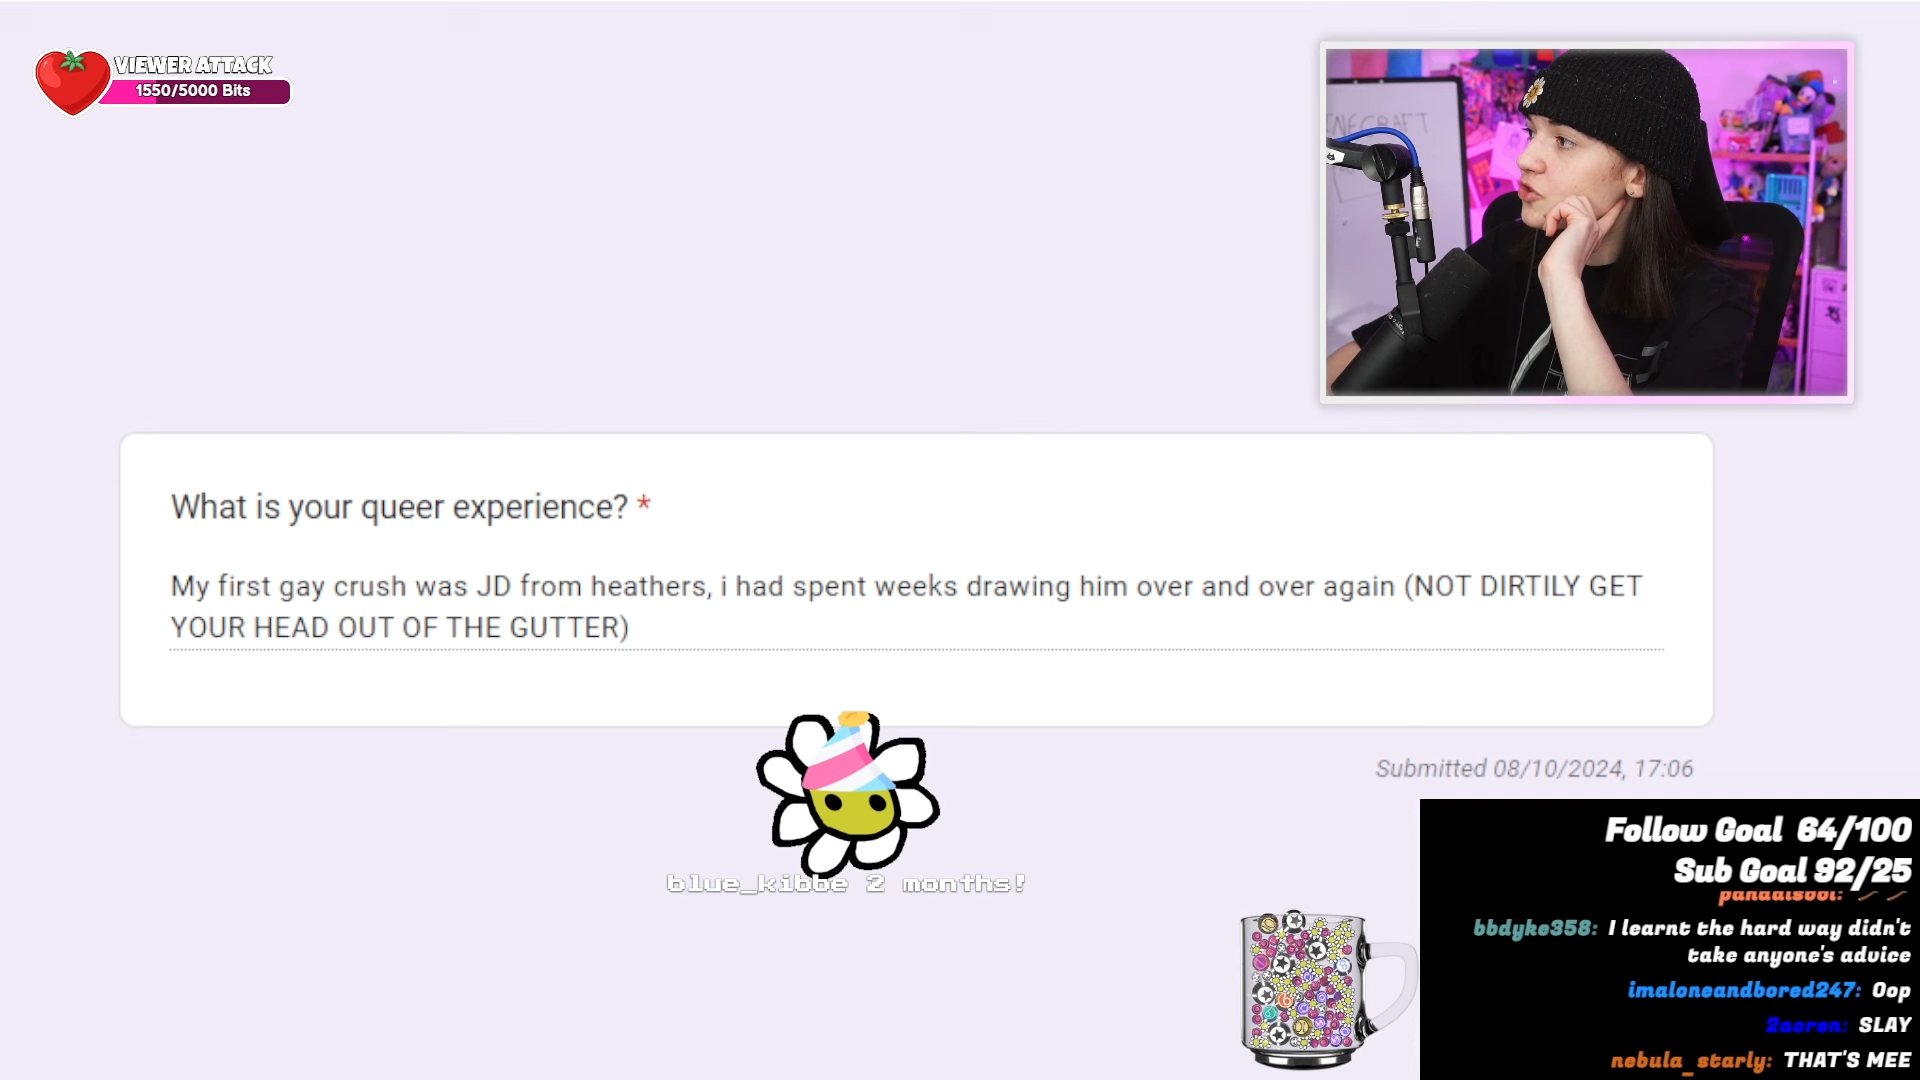 VIEWER ATTACK
1550/5000 Bits
What is your queer experience? *
My first gay crush was JD from heathers, i had spent weeks drawing him over and over again (NOT DIRTILY GET
YOUR HEAD OUT OF THE GUTTER)
Submitted 08/10/2024, 17:06
blue_kibbe 2 months!
Follow Goal 64/100
Sub Goal 92/25
bbdyke358: I learnt the hard way didn't
take anyone's advice
imaloneandbored247: Oop
2aaron: SLAY
nebula_starly: THAT'S MEE